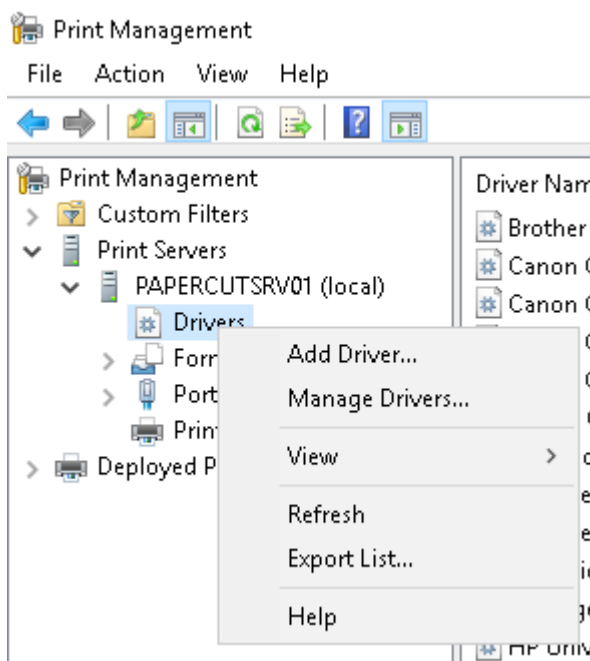 Print Management
File Action View Help
Print Management
Custom Filters
Print Servers
PAPERCUTSRV01 (local)
Drivers
Deployed P
Add Driver...
Manage Drivers...
View
Refresh
Export List...
Help
Driver Nam
Brother
Canon
Canon
HP